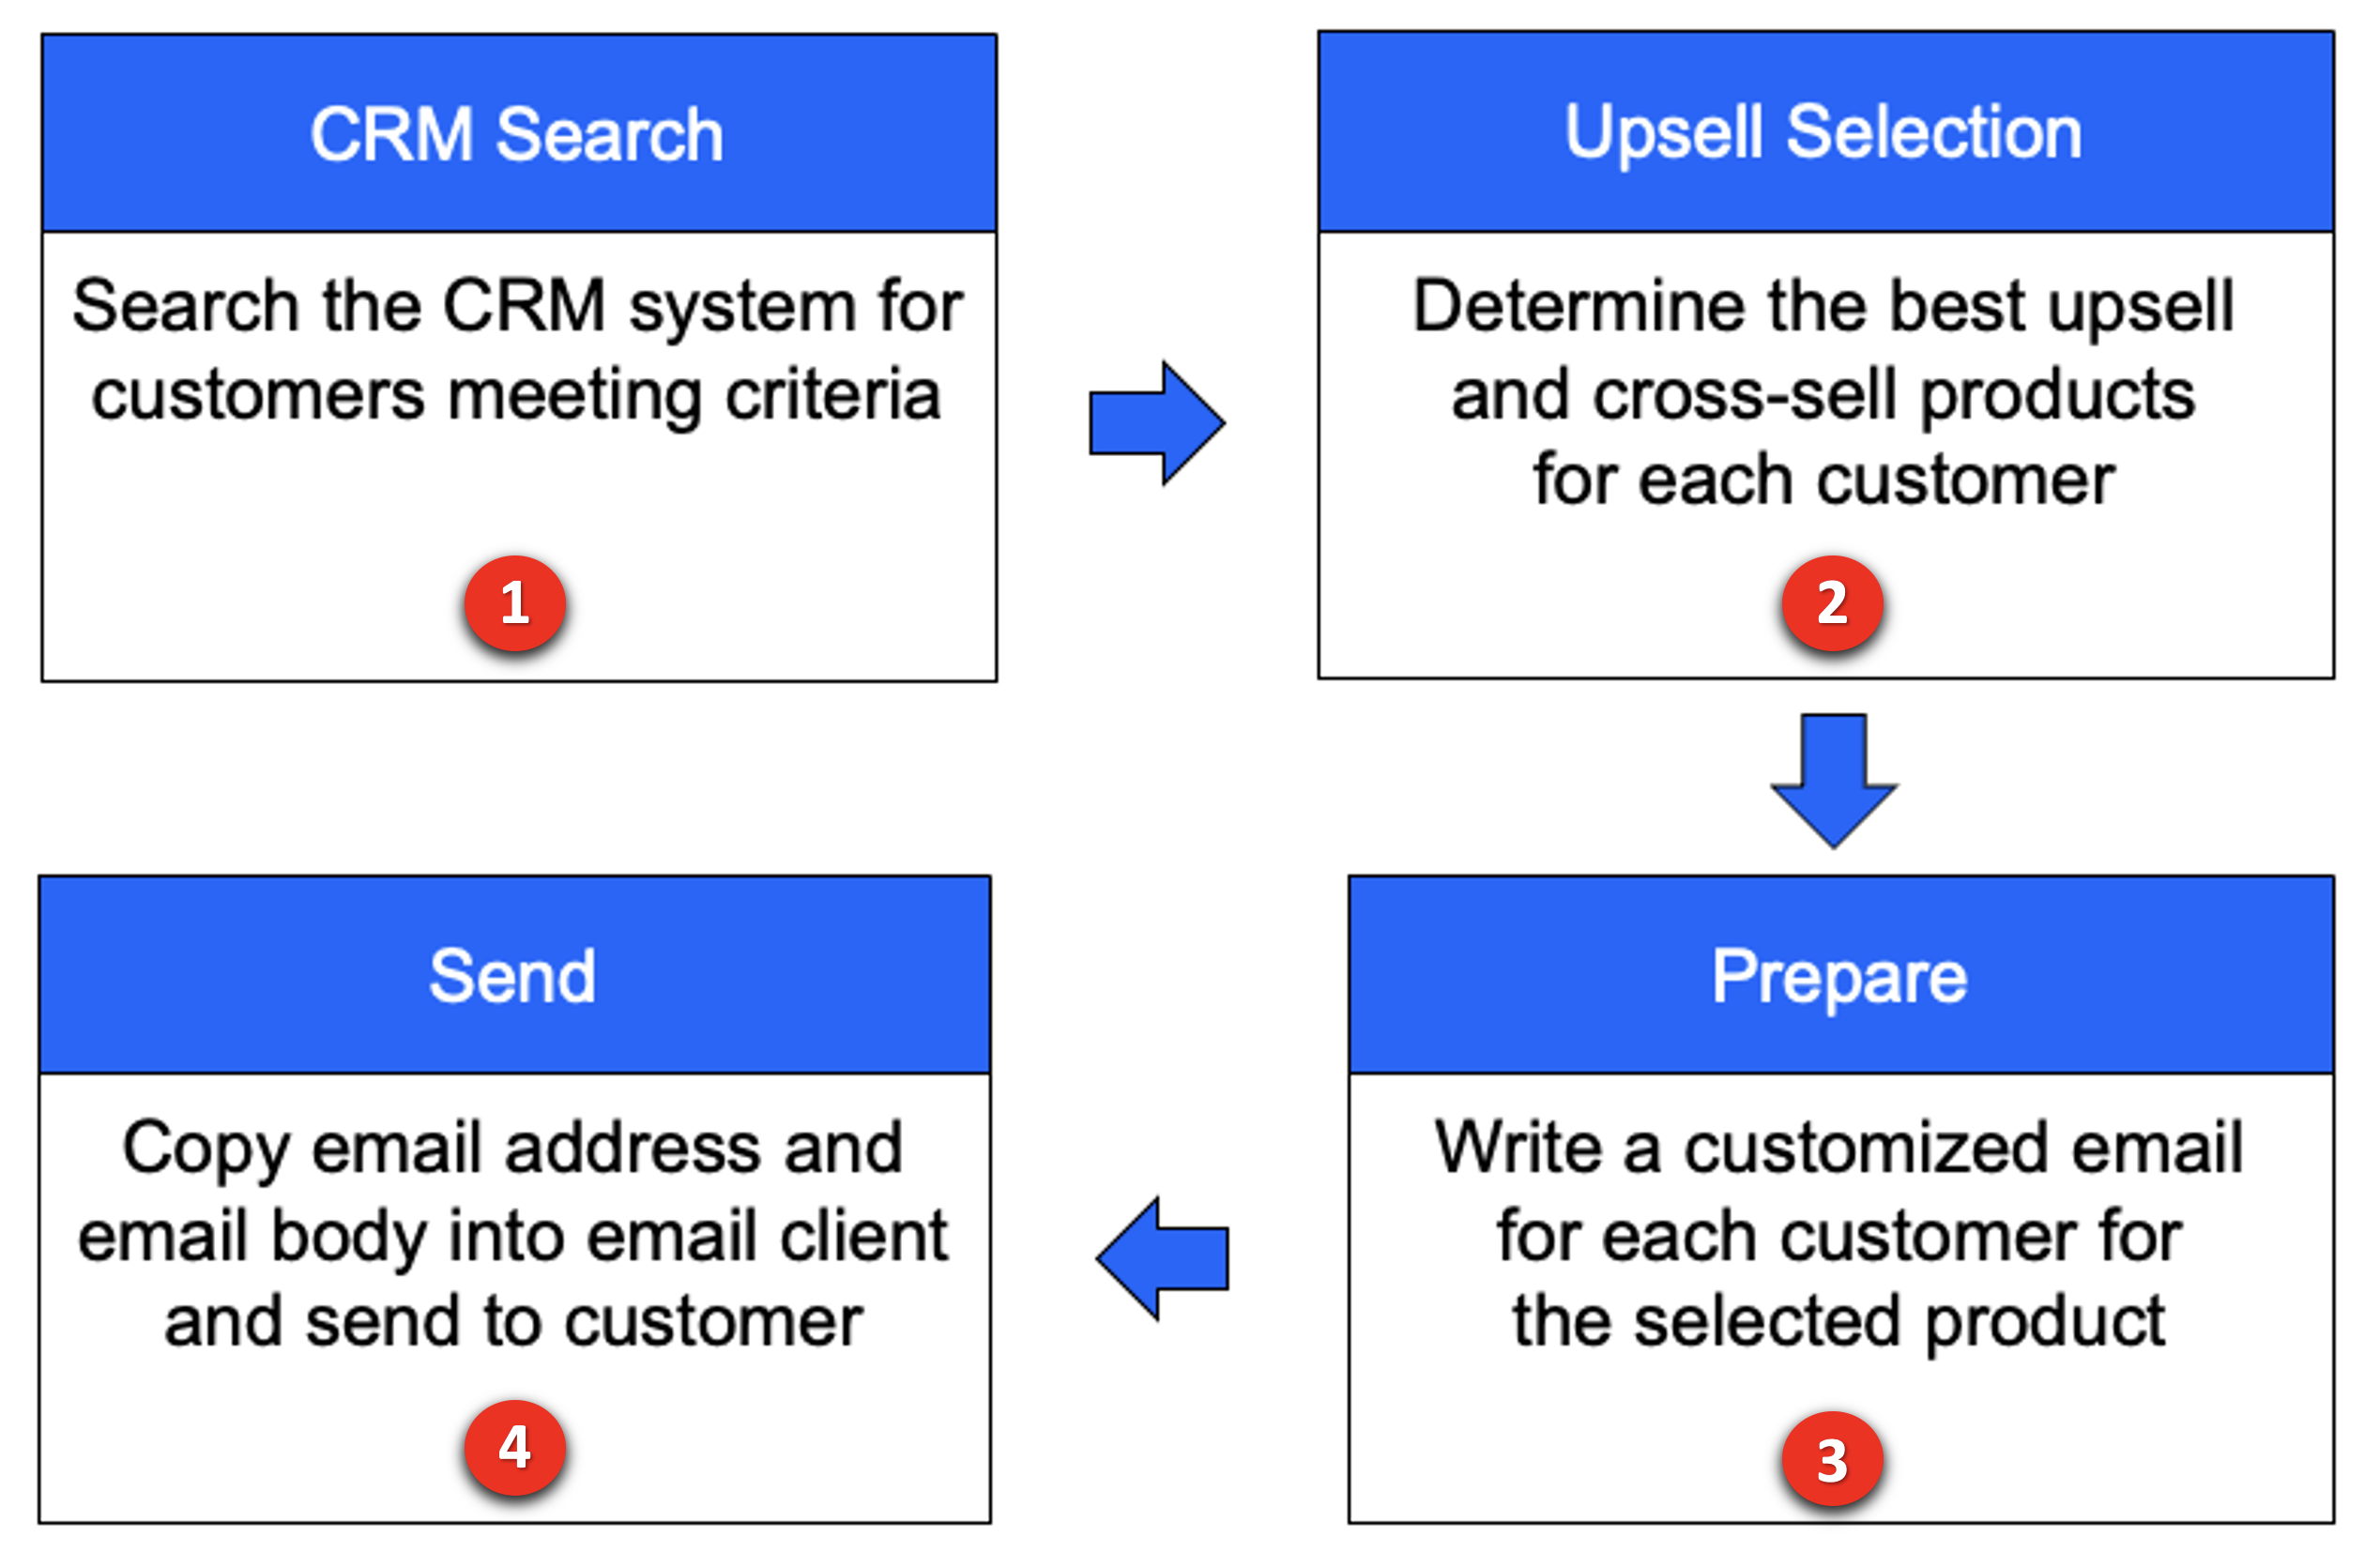 CRM Search
Search the CRM system for
customers meeting criteria
1
Upsell Selection
Determine the best upsell
and cross-sell products
for each customer
2
Prepare
Write a customized email
for each customer for
the selected product
3
Send
Copy email address and
email body into email client
and send to customer
4